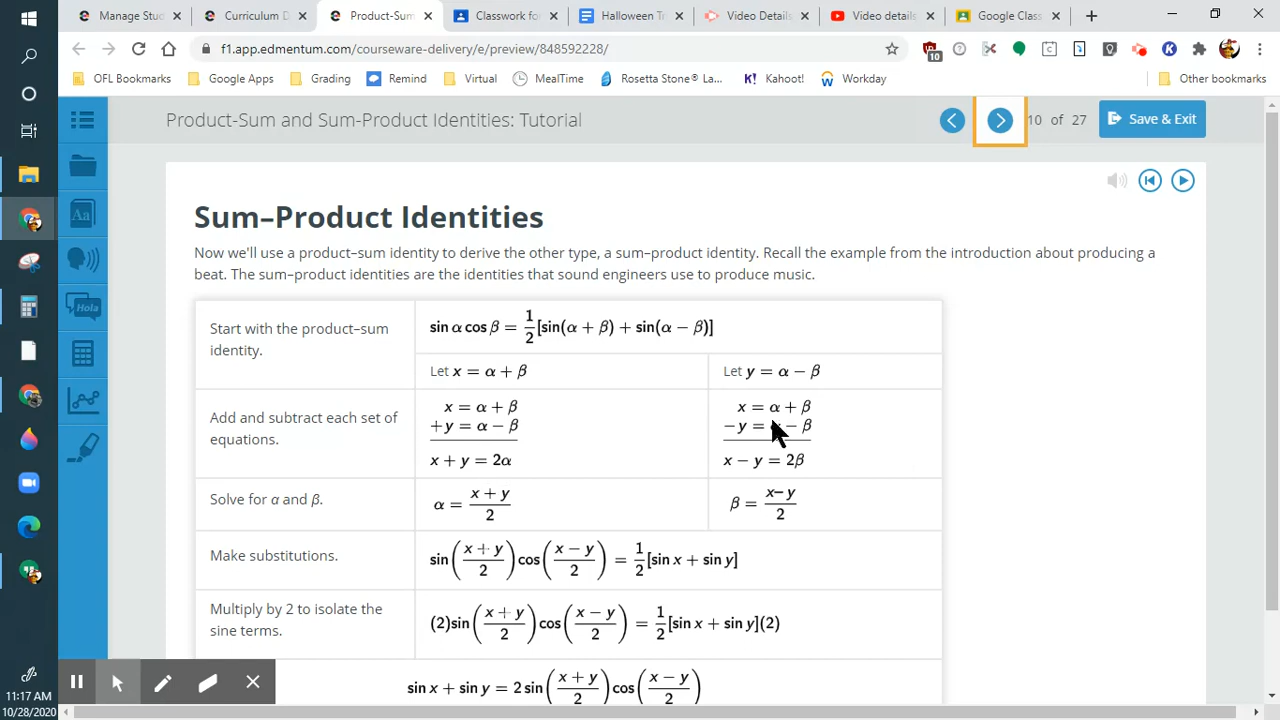 Manage Stud
Curriculum D
Product-Sum
Classwork for
Halloween Tr
Video Details
Video details
Google Class
f1.app.edmentum.com/courseware-delivery/e/preview/848592228/
10
OFL Bookmarks
Google Apps
Grading
Remind
Virtual
MealTime
Rosetta Stone® La...
K! Kahoot!
Workday
Other bookmarks
Product-Sum and Sum-Product Identities: Tutorial
10 of 27
Save & Exit
Aa
Hola
Sum–Product Identities
Now we'll use a product–sum identity to derive the other type, a sum–product identity. Recall the example from the introduction about producing a
beat. The sum–product identities are the identities that sound engineers use to produce music.
Start with the product–sum
identity.
sin α cos β = 1/2[sin(α + β) + sin(α − β)]
Let x = α + β
Let y = α − β
Add and subtract each set of
equations.
x = α + β
+y = α − β
x + y = 2α
x = α + β
−y = − β
x − y = 2β
Solve for α and β.
α = x + y/2
β = x− y/2
Make substitutions.
sin(x + y/2)cos(x − y/2) = 1/2[sin x + sin y]
Multiply by 2 to isolate the
sine terms.
(2)sin(x + y/2)cos(x − y/2) = 1/2[sin x + sin y](2)
sin x + sin y = 2 sin(x + y/2)cos(x − y/2)
11:17 AM
10/28/2020